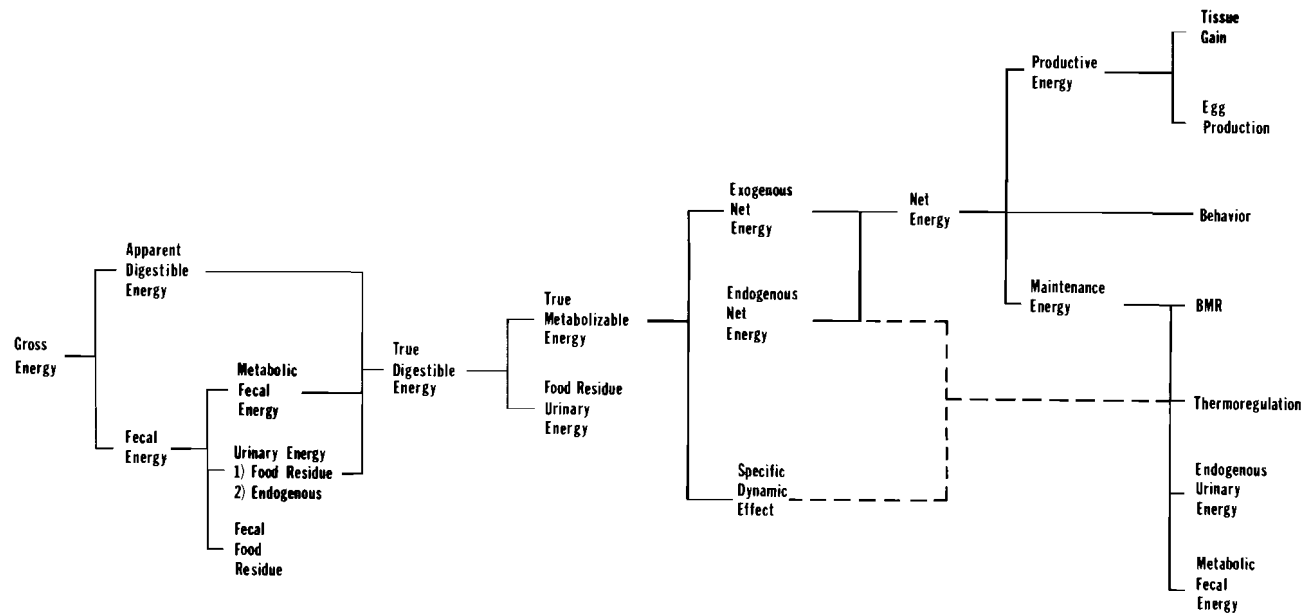 Gross
Energy
Apparent
Digestible
Energy
Fecal
Energy
Metabolic
Fecal
Energy
Urinary Energy
1) Food Residue
2) Endogenous
Fecal
Food
Residue
True
Digestible
Energy
True
Metabolizable
Energy
Food Residue
Urinary
Energy
Exogenous
Net
Energy
Endogenous
Net
Energy
Specific
Dynamic
Effect
Net
Energy
Productive
Energy
Maintenance
Energy
Tissue
Gain
Egg
Production
Behavior
BMR
Thermoregulation
Endogenous
Urinary
Energy
Metabolic
Fecal
Energy